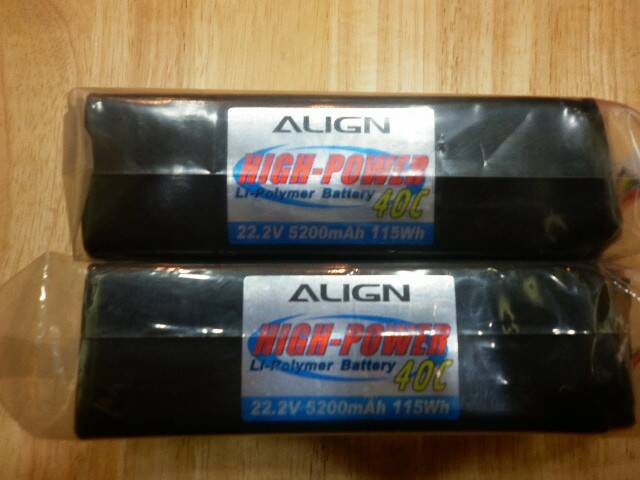 ALIGN
HIGH-POWER
Li-Polymer Battery 40C
22.2V 5200mAh 115Wh
ALIGN
HIGH-POWER
Li-Polymer Battery 40C
22.2V 5200mAh 115Wh